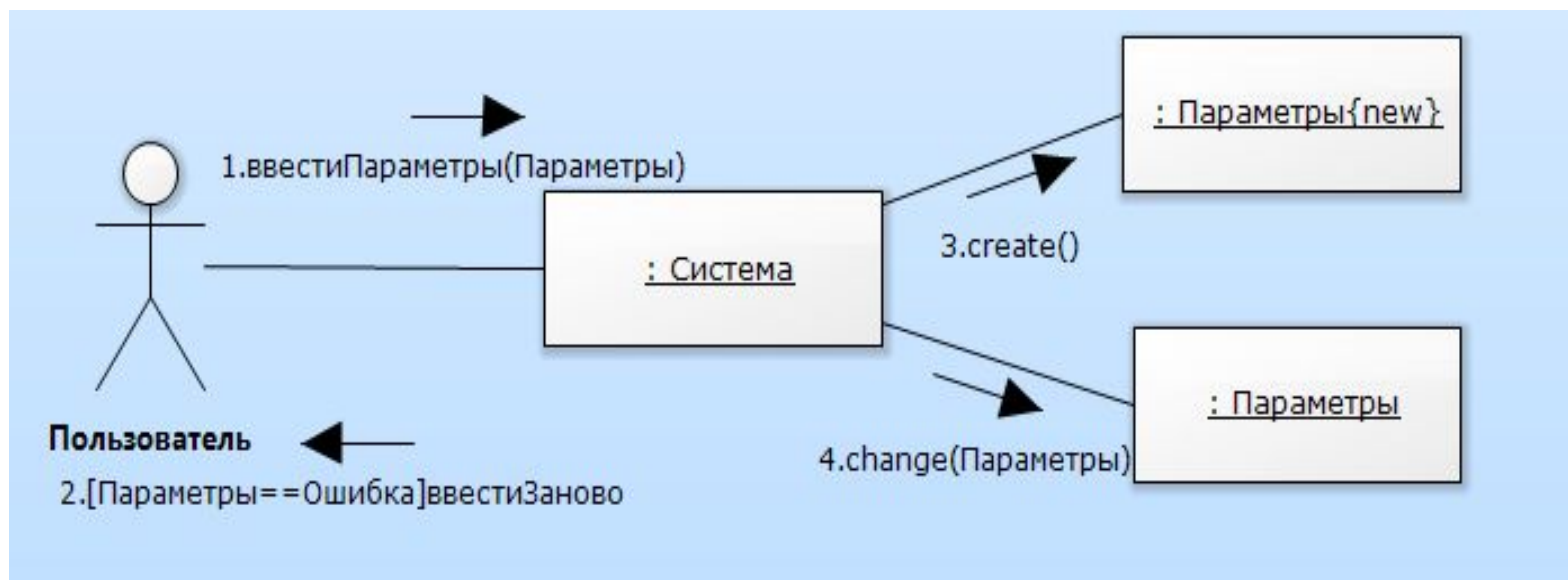 : Параметры{new}
1.ввестиПараметры(Параметры)
: Система
3.create()
: Параметры
Пользователь
4.change(Параметры)
2.[Параметры==Ошибка]ввестиЗаново